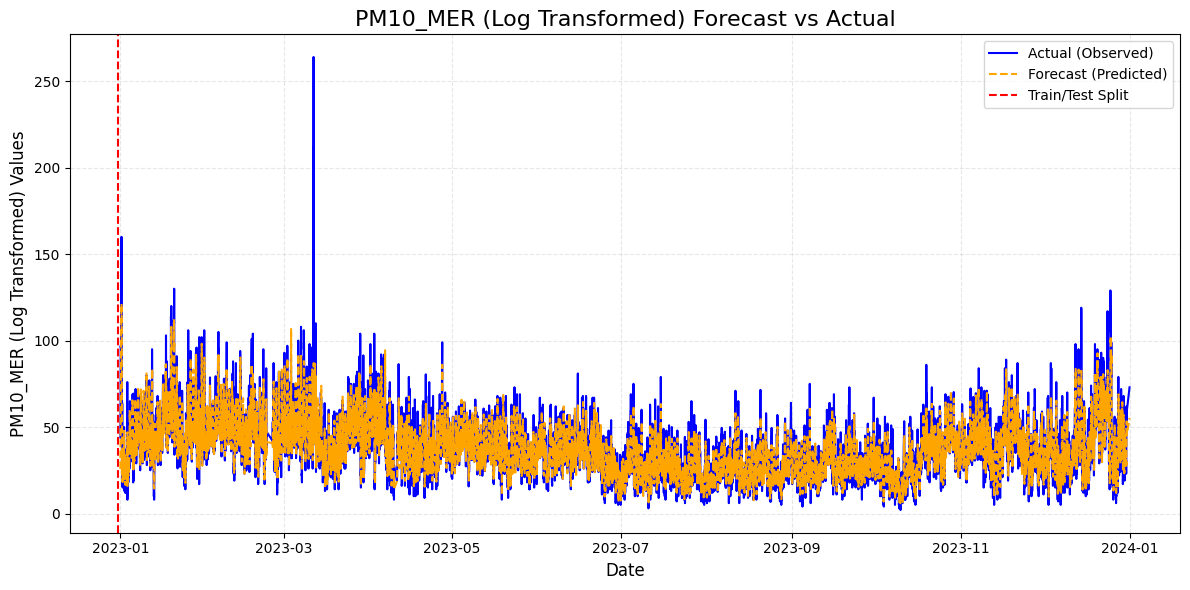 PM10_MER (Log Transformed) Forecast vs Actual
Actual (Observed)
Forecast (Predicted)
Train/Test Split
PM10_MER (Log Transformed) Values
250
200
150
100
50
0
2023-01
2023-03
2023-05
2023-07
2023-09
2023-11
2024-01
Date